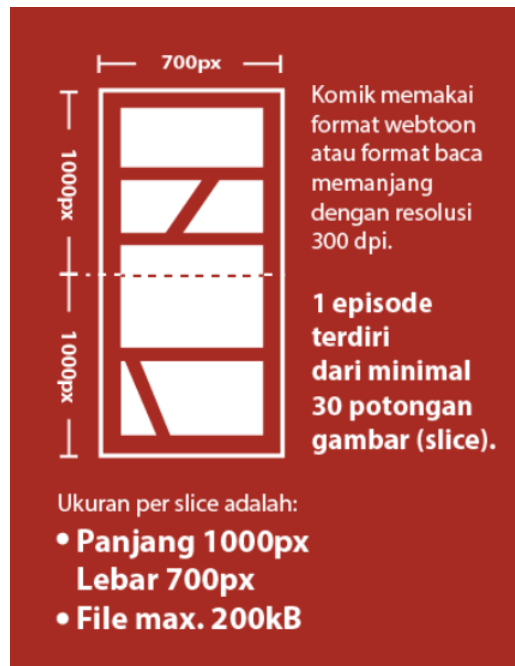 700px
1000px
1000px
Komik memakai
format webtoon
atau format baca
memanjang
dengan resolusi
300 dpi.
1 episode
terdiri
dari minimal
30 potongan
gambar (slice).
Ukuran per slice adalah:
• Panjang 1000px
Lebar 700px
• File max. 200kB